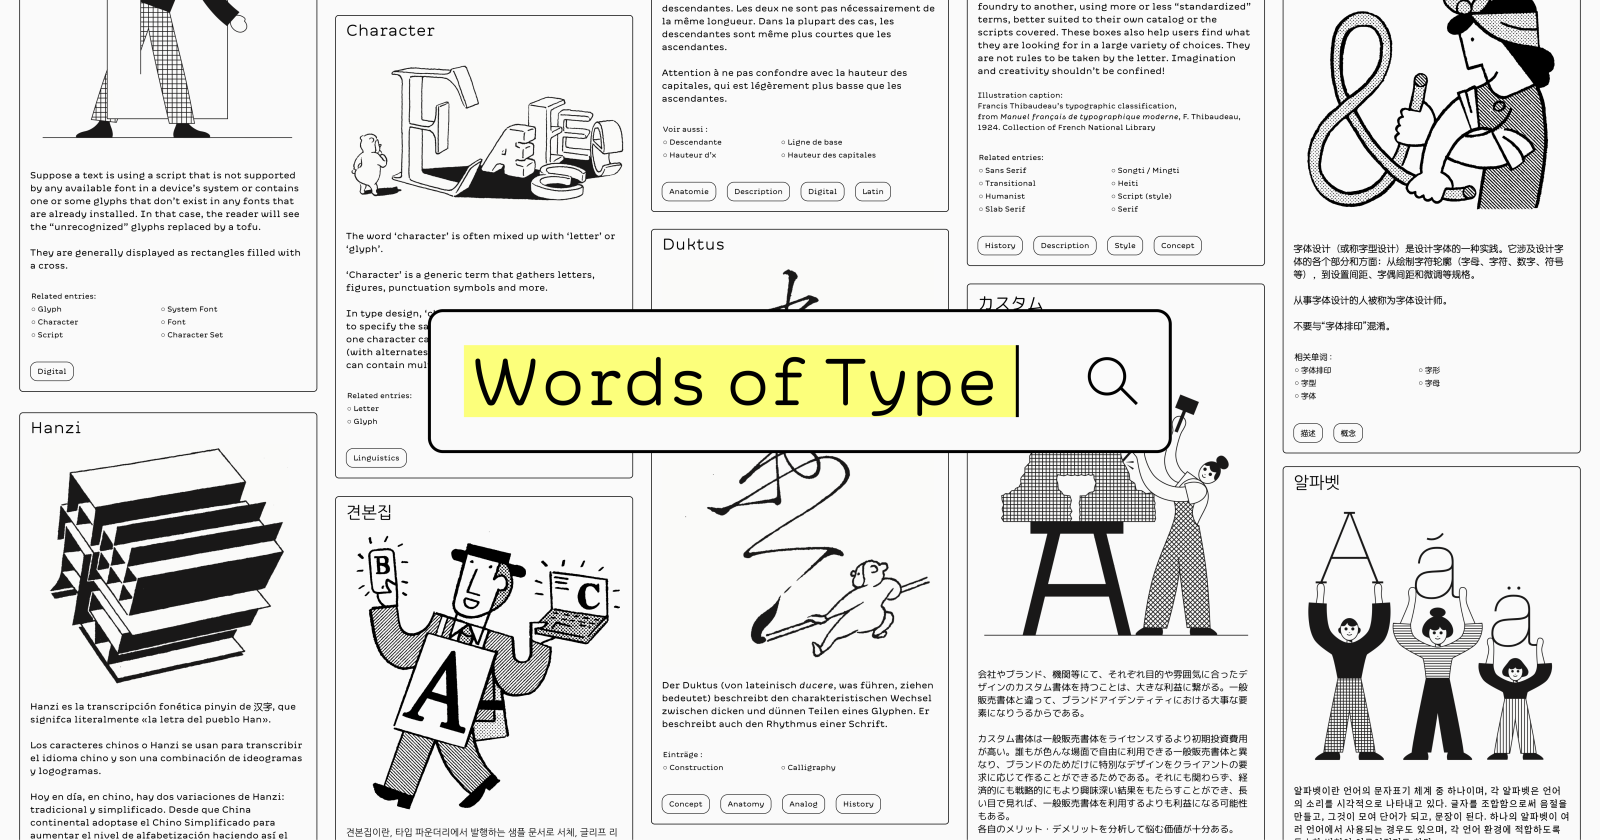 Suppose a text is using a script that is not supported
by any available font in a device's system or contains
one or some glyphs that don't exist in any fonts that
are already installed. In that case, the reader will see
the “unrecognized” glyphs replaced by a tofu.
They are generally displayed as rectangles filled with
a cross.
Related entries:
○ Glyph
○ System Font
○ Character
○ Font
○ Script
○ Character Set
Digital
Hanzi
Hanzi es la transcripción fonética pinyin de 汉字, que
signifca literalmente «la letra del pueblo Han».
Los caracteres chinos o Hanzi se usan para transcribir
el idioma chino y son una combinación de ideogramas
y logogramas.
Hoy en día, en chino, hay dos variaciones de Hanzi:
tradicional y simplificado. Desde que China
continental adoptase el Chino Simplificado para
aumentar el nivel de alfabetización haciendo así el
Character
The word ‘character’ is often mixed up with ‘letter’ or
‘glyph’.
‘Character’ is a generic term that gathers letters,
figures, punctuation symbols and more.
In type design,
to specify the
one character
(with alternates
can contain
Related entries:
○ Letter
○ Glyph
Linguistics
견본집
B
C
A
견본집이란, 타입 파운더리에서 발행하는 샘플 문서로 서체, 글리프 리
descendantes. Les deux ne sont pas nécessairement de
la même longueur. Dans la plupart des cas, les
descendantes sont même plus courtes que les
ascendantes.
Attention à ne pas confondre avec la hauteur des
capitales, qui est légèrement plus basse que les
ascendantes.
Voir aussi :
○ Descendante
○ Ligne de base
○ Hauteur d'x
○ Hauteur des capitales
Anatomie
Description
Digital
Latin
Duktus
Words of Type
Der Duktus (von lateinisch ducere, was führen, ziehen
bedeutet) beschreibt den charakteristischen Wechsel
zwischen dicken und dünnen Teilen eines Glyphen. Er
beschreibt auch den Rhythmus einer Schrift.
Einträge :
○ Construction
○ Calligraphy
Concept
Anatomy
Analog
History
foundry to another, using more or less “standardized”
terms, better suited to their own catalog or the
scripts covered. These boxes also help users find what
they are looking for in a large variety of choices. They
are not rules to be taken by the letter. Imagination
and creativity shouldn't be confined!
Illustration caption:
Francis Thibaudeau's typographic classification,
from Manuel français de typographique moderne, F. Thibaudeau,
1924. Collection of French National Library
Related entries:
○ Sans Serif
○ Songti / Mingti
○ Transitional
○ Heiti
○ Humanist
○ Script (style)
○ Slab Serif
○ Serif
History
Description
Style
Concept
カスタム
会社やブランド、機関等にて、それぞれ目的や雰囲気に合ったデ
ザインのカスタム書体を持つことは、大きな利益に繋がる。一般
販売書体と違って、ブランドアイデンティティにおける大事な要
素になりうるからである。
カスタム書体は一般販売書体をライセンスするより初期投資費用
が高い。誰もが色んな場面で自由に利用できる一般販売書体と異
なり、ブランドのためだけに特別なデザインをクライアントの要
求に応じて作ることができるためである。それにも関わらず、経
済的にも戦略的にもより興味深い結果をもたらすことができ、長
い目で見れば、一般販売書体を利用するよりも利益になる可能性
もある。
各自のメリット・デメリットを分析して悩む価値が十分ある。
字体设计（或称字型设计）是设计字体的一种实践。它涉及设计字
体的各个部分和方面：从绘制字符轮廓（字母、字符、数字、符号
等），到设置间距、字偶间距和微调等规格。
从事字体设计的人被称为字体设计师。
不要与“字体排印”混淆。
相关单词：
○ 字体排印
○ 字形
○ 字型
○ 字母
○ 字体
描述
概念
알파벳
A
ā
ä
알파벳이란 언어의 문자표기 체계 중 하나이며, 각 알파벳은 언어
의 소리를 시각적으로 나타내고 있다. 글자를 조합함으로써 음절을
만들고, 그것이 모여 단어가 되고, 문장이 된다. 하나의 알파벳이 여
러 언어에서 사용되는 경우도 있으며, 각 언어 환경에 적합하도록